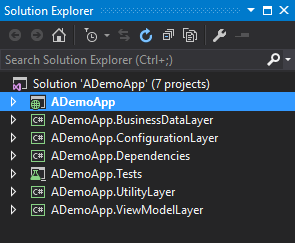 Solution Explorer
Search Solution Explorer (Ctrl+;)
Solution 'ADemoApp' (7 projects)
ADemoApp
C# ADemoApp.BusinessDataLayer
C# ADemoApp.ConfigurationLayer
C# ADemoApp.Dependencies
ADemoApp.Tests
C# ADemoApp.UtilityLayer
C# ADemoApp.ViewModelLayer